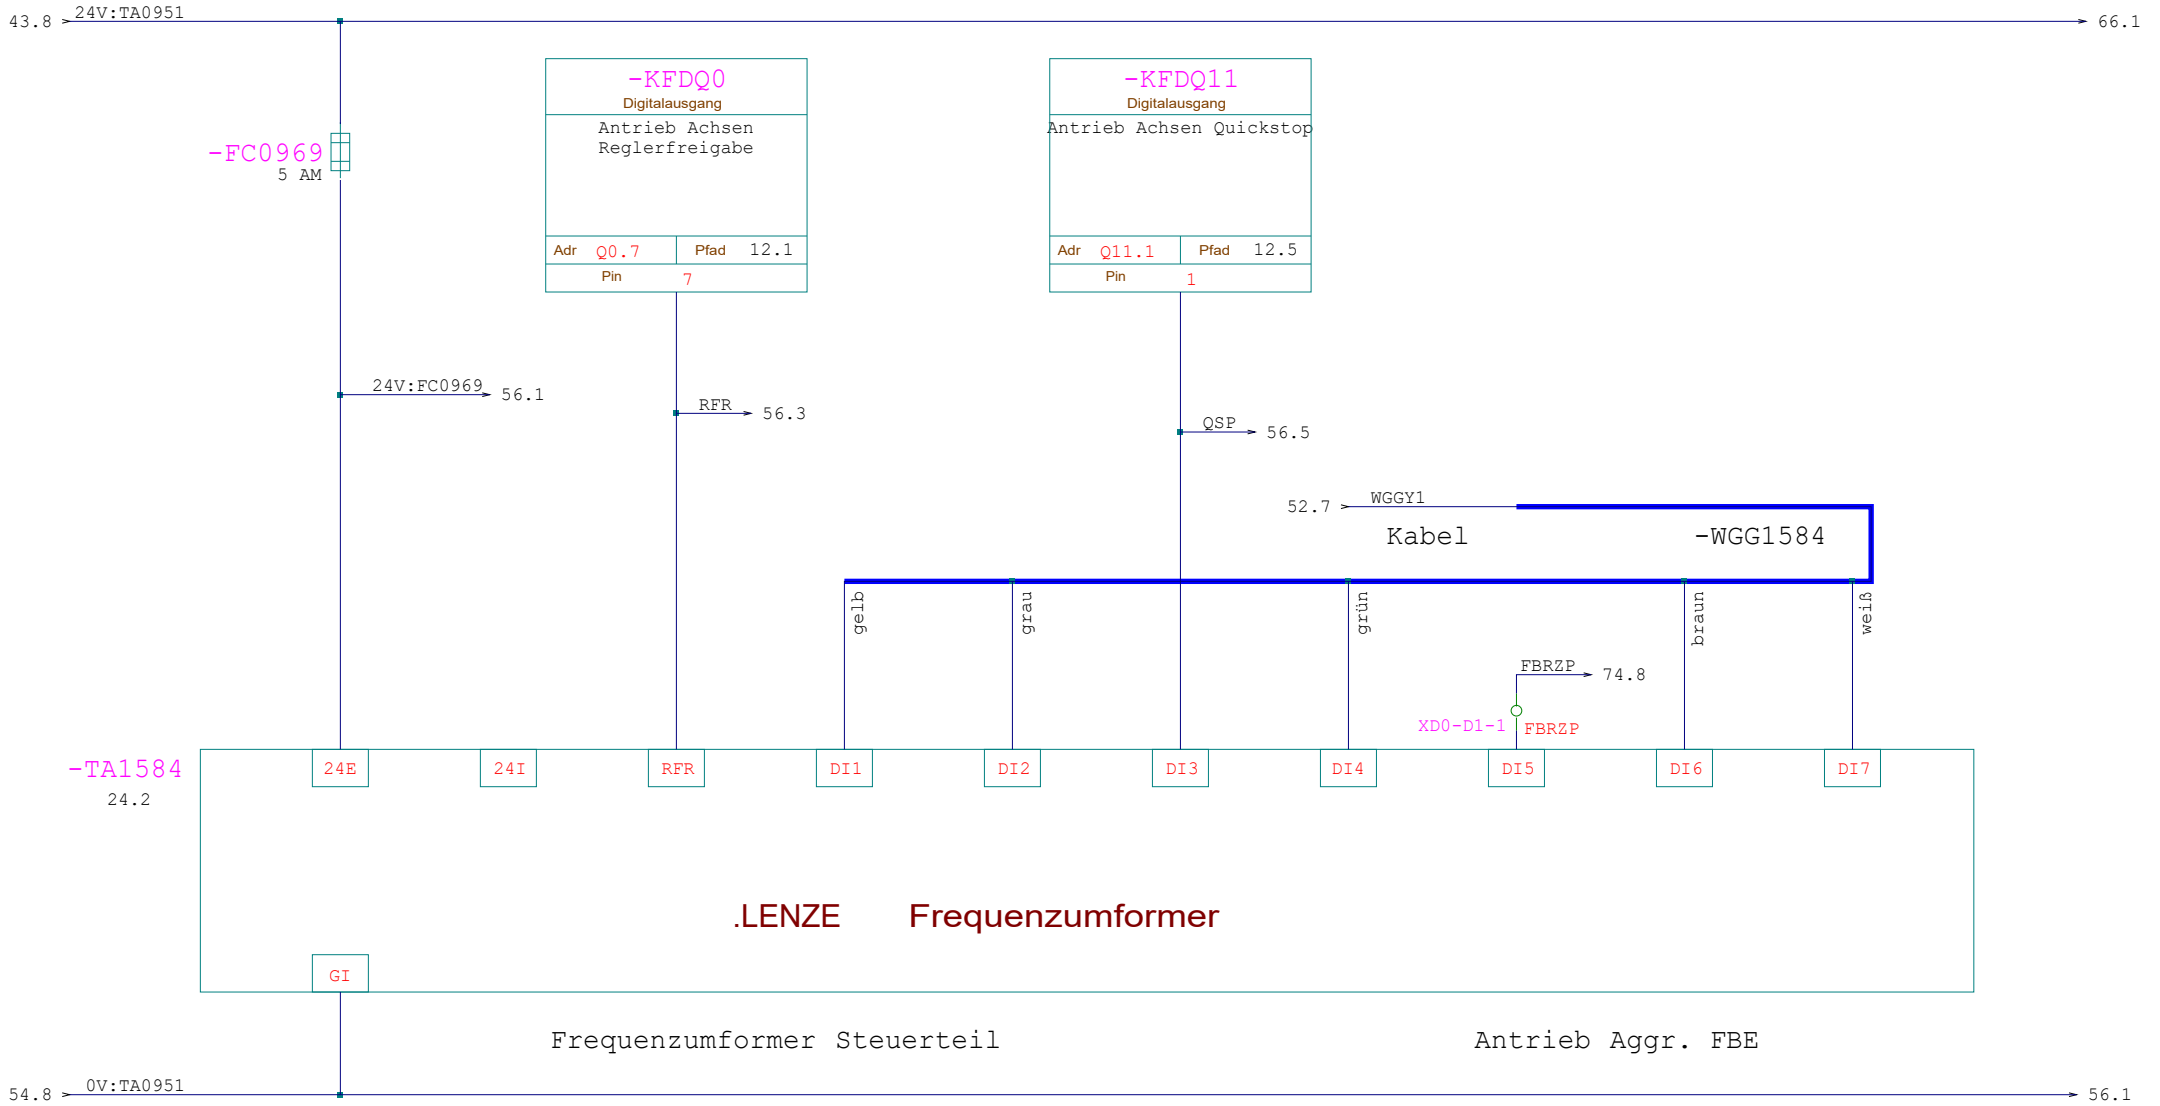 43.8 24V:TA0951 66.1
-KFDQ0
Digitalausgang
Antrieb Achsen
Reglerfreigabe
Adr Q0.7 Pfad 12.1
Pin 7
-KFDQ11
Digitalausgang
Antrieb Achsen Quickstop
Adr Q11.1 Pfad 12.5
Pin 1
-FC0969
5 AM
24V:FC0969 56.1
RFR 56.3
QSP 56.5
52.7 WGGY1
Kabel -WGG1584
gelb
grau
grün
braun
weiß
FBRZP 74.8
XD0-D1-1 FBRZP
-TA1584
24.2
24E 24I RFR DI1 DI2 DI3 DI4 DI5 DI6 DI7
.LENZE Frequenzumformer
GI
Frequenzumformer Steuerteil Antrieb Aggr. FBE
54.8 0V:TA0951 56.1